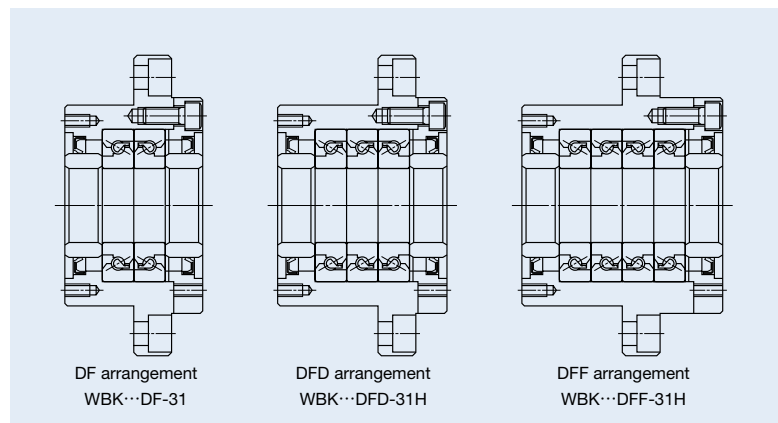 DF arrangement
WBK⋯DF-31
DFD arrangement
WBK⋯DFD-31H
DFF arrangement
WBK⋯DFF-31H